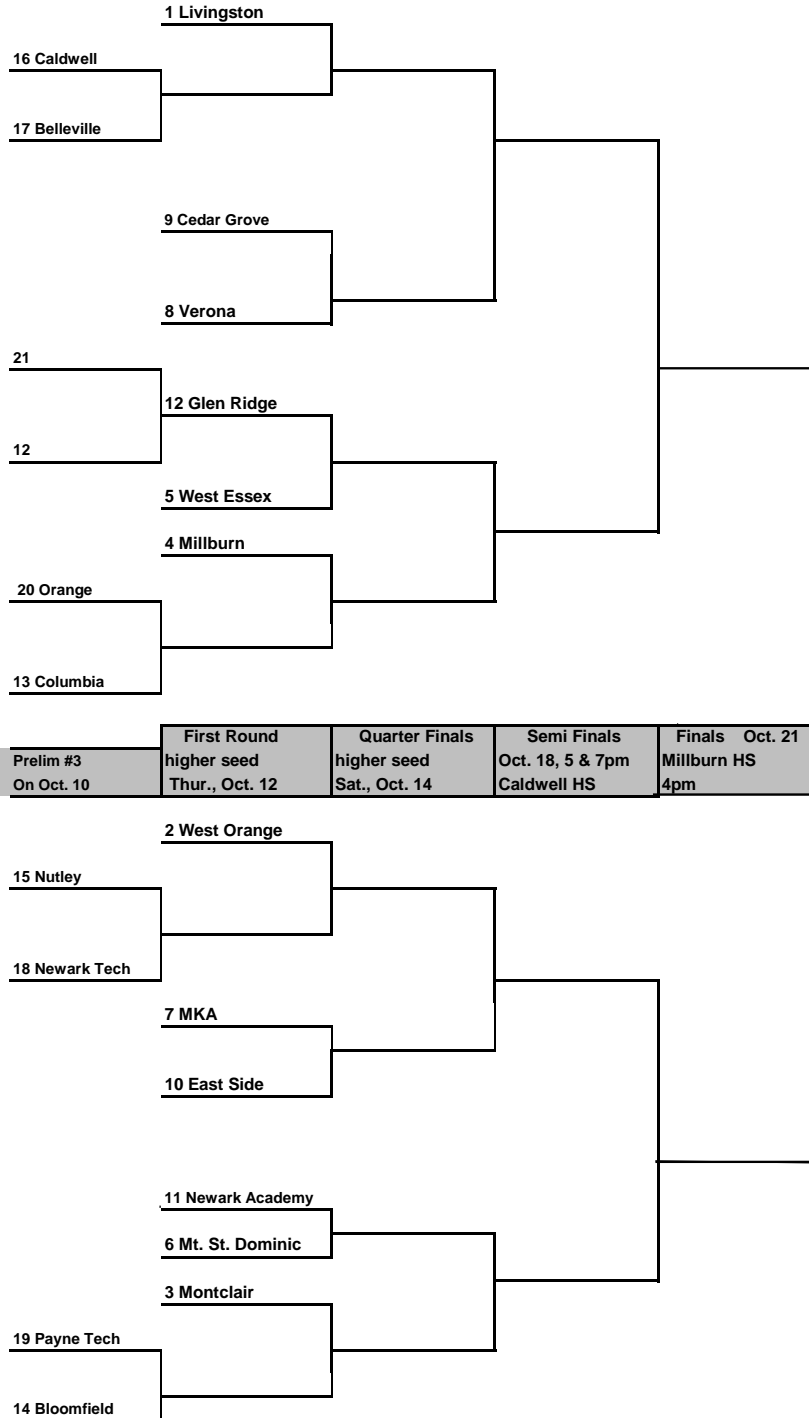 1 Livingston
16 Caldwell
17 Belleville
9 Cedar Grove
8 Verona
21
12 Glen Ridge
12
5 West Essex
4 Millburn
20 Orange
13 Columbia
First Round
Quarter Finals
Semi Finals
Finals Oct. 21
Prelim #3
higher seed
higher seed
Oct. 18, 5 & 7pm
Millburn HS
On Oct. 10
Thur., Oct. 12
Sat., Oct. 14
Caldwell HS
4pm
2 West Orange
15 Nutley
18 Newark Tech
7 MKA
10 East Side
11 Newark Academy
6 Mt. St. Dominic
3 Montclair
19 Payne Tech
14 Bloomfield